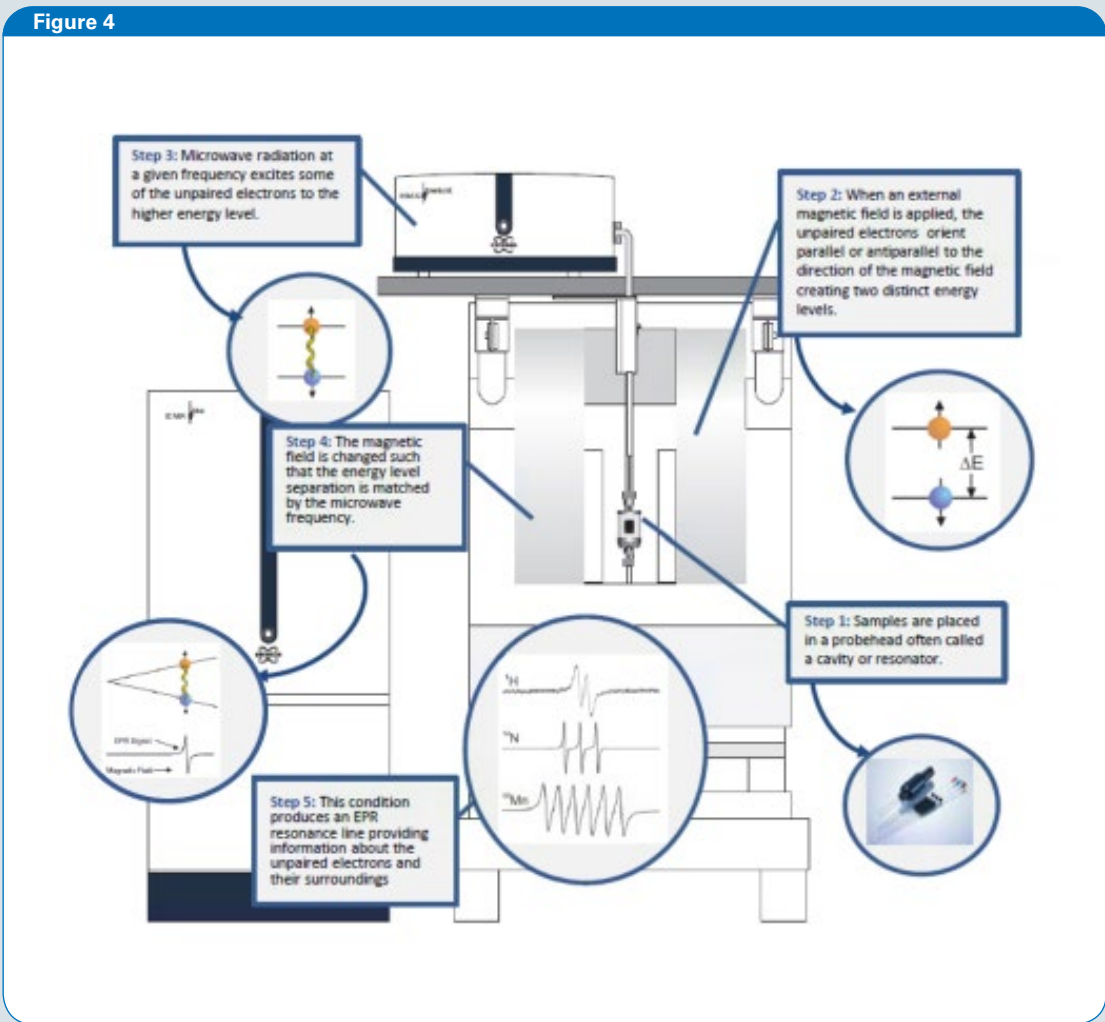 Figure 4
Step 3: Microwave radiation at
a given frequency excites some
of the unpaired electrons to the
higher energy level.
Step 2: When an external
magnetic field is applied, the
unpaired electrons orient
parallel or antiparallel to the
direction of the magnetic field
creating two distinct energy
levels.
ΔE
Step 4: The magnetic
field is changed such
that the energy level
separation is matched
by the microwave
frequency.
Step 1: Samples are placed
in a probehead often called
a cavity or resonator.
EPR Signal
Magnetic Field
¹H
N
Mn
Step 5: This condition
produces an EPR
resonance line providing
information about the
unpaired electrons and
their surroundings